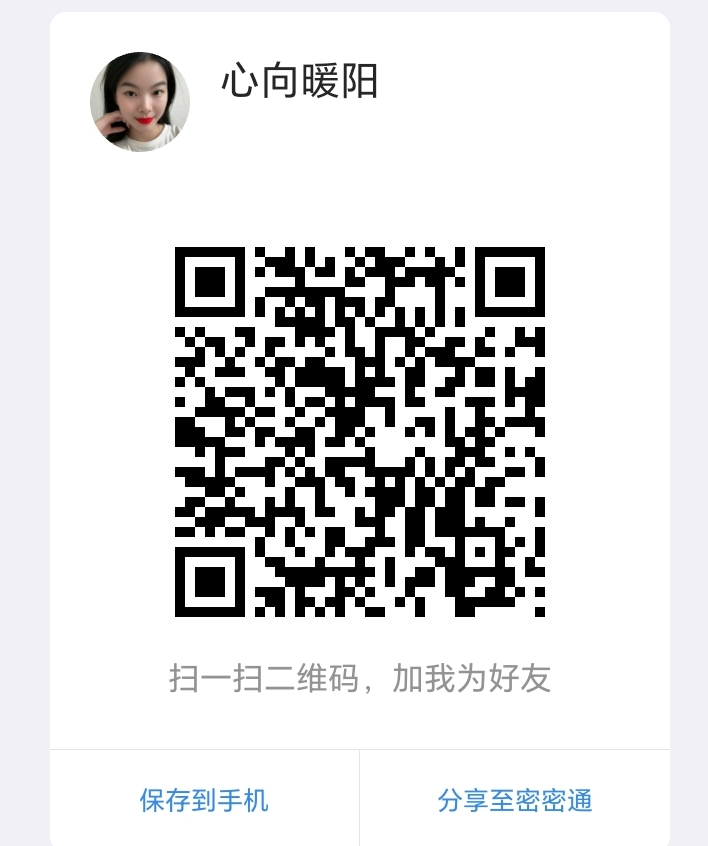 心向暖阳
扫一扫二维码，加我为好友
保存到手机
分享至密密通